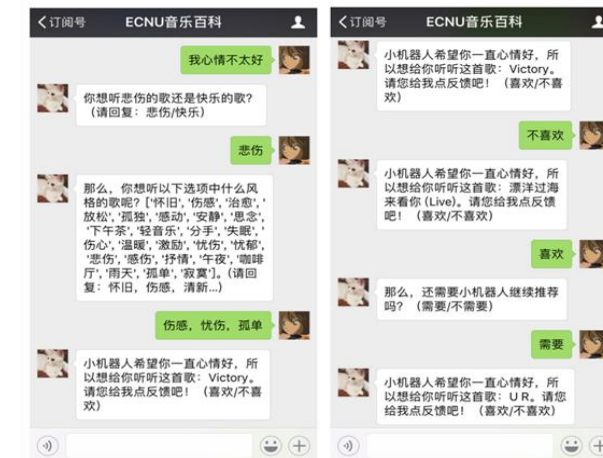 订阅号
ECNU音乐百科
我心情不太好
你想听悲伤的歌还是快乐的歌?
(请回复：悲伤/快乐)
悲伤
那么，你想听以下选项中什么风
格的歌呢? ['怀旧', '伤感', '治愈', '
放松', '孤独', '感动', '安静', '思念',
'下午茶', '轻音乐', '分手', '失眠', '
伤心', '温暖', '激励', '忧伤', '忧郁',
'悲伤', '感伤', '抒情', '午夜', '咖啡
厅', '雨天', '孤单', '寂寞']。(请回
复：怀旧，伤感，清新...)
伤感，忧伤，孤单
小机器人希望你一直心情好，所
以想给你听听这首歌：Victory。
请您给我点反馈吧！（喜欢/不喜
欢）
订阅号
ECNU音乐百科
小机器人希望你一直心情好，所
以想给你听听这首歌：Victory。
请您给我点反馈吧！（喜欢/不喜
欢）
不喜欢
小机器人希望你一直心情好，所
以想给你听听这首歌：漂洋过海
来看你 (Live)。请您给我点反馈
吧！（喜欢/不喜欢）
喜欢
那么，还需要小机器人继续推荐
吗？（需要/不需要）
需要
小机器人希望你一直心情好，所
以想给你听听这首歌：U R。请您
给我点反馈吧！（喜欢/不喜欢）